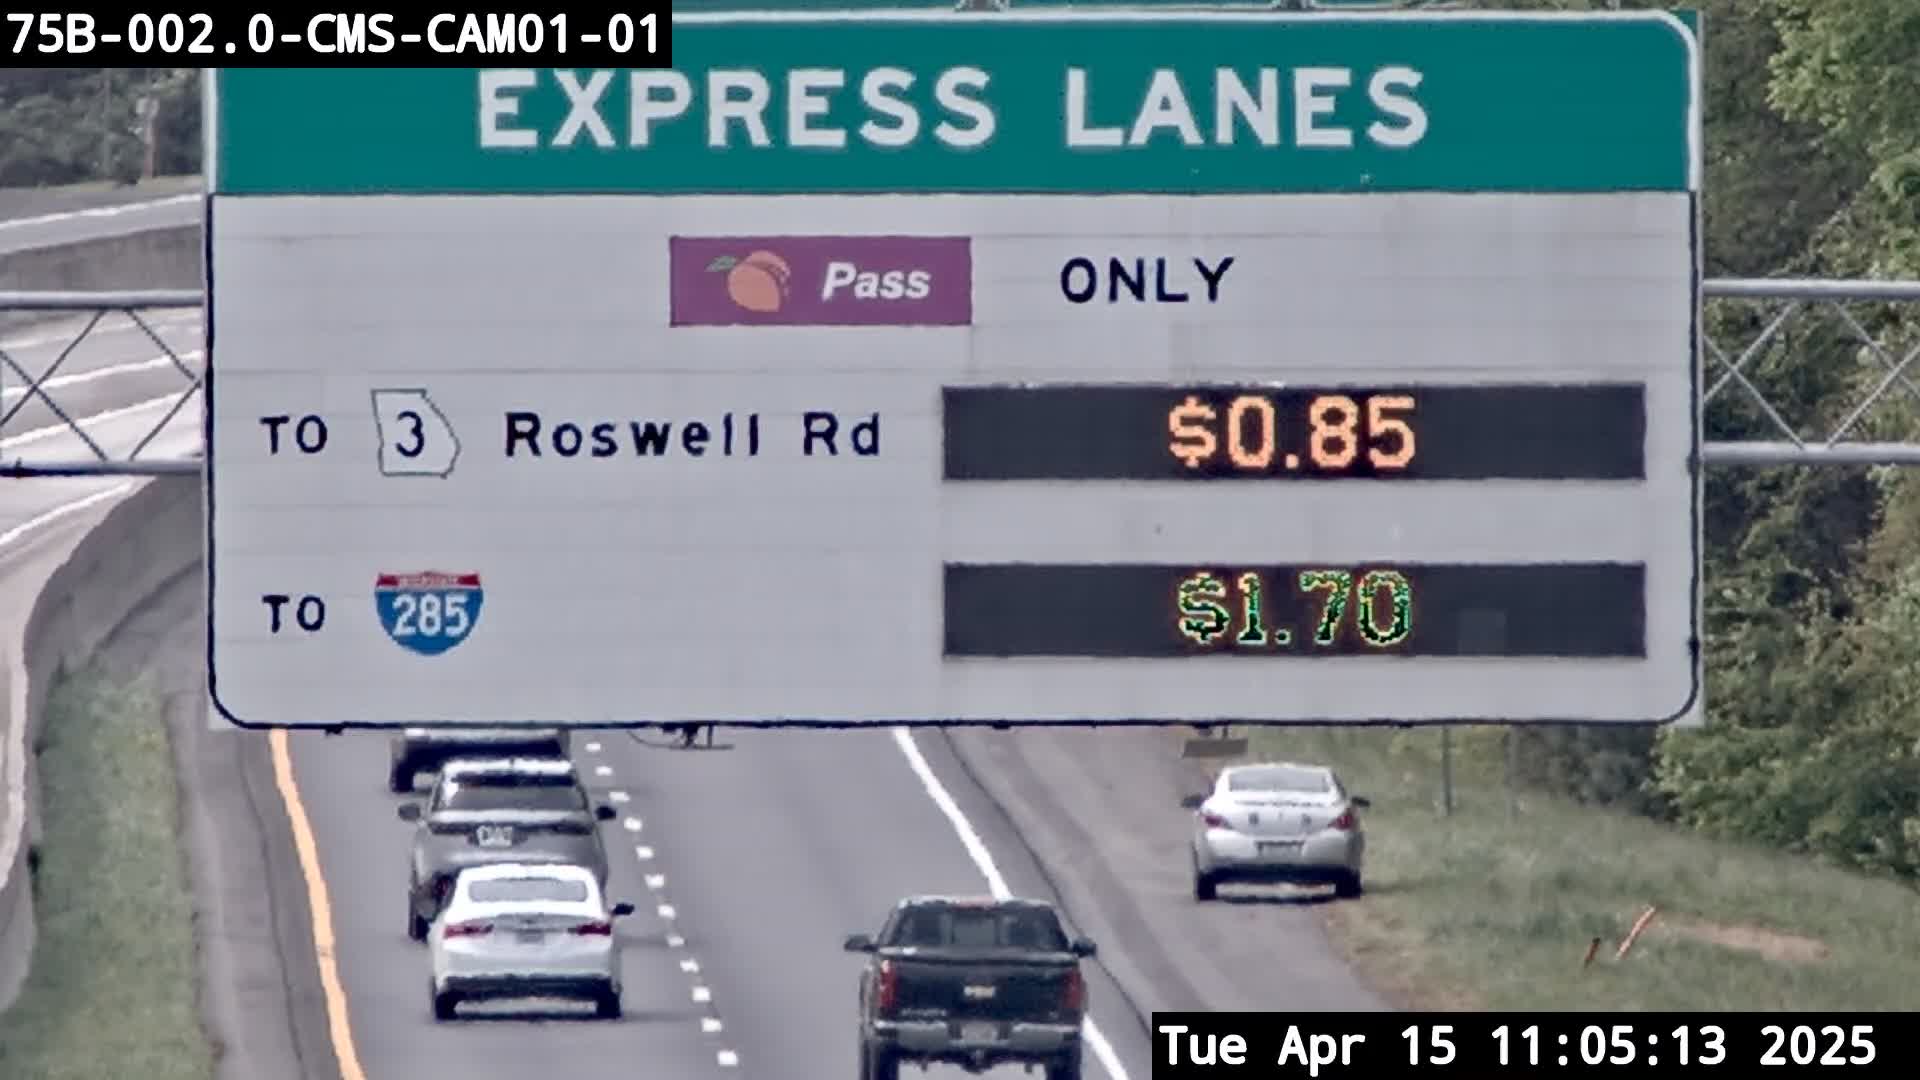 75B-002.0-CMS-CAM01-01
EXPRESS LANES
Pass ONLY
TO 3 Roswell Rd $0.85
TO 285 $1.70
Tue Apr 15 11:05:13 2025